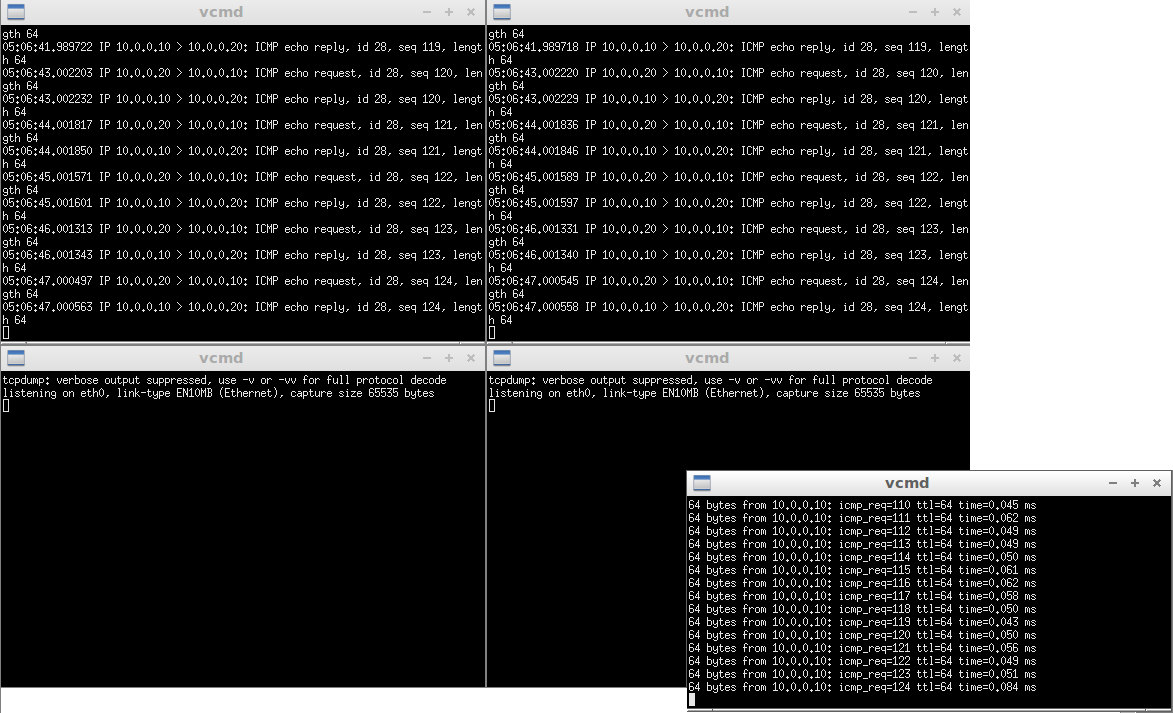 vcmd
gth 64
05:06:41.989722 IP 10.0.0.10 > 10.0.0.20: ICMP echo reply, id 28, seq 119, lengt
h 64
05:06:43.002203 IP 10.0.0.20 > 10.0.0.10: ICMP echo request, id 28, seq 120, len
gth 64
05:06:43.002232 IP 10.0.0.10 > 10.0.0.20: ICMP echo reply, id 28, seq 120, lengt
h 64
05:06:44.001817 IP 10.0.0.20 > 10.0.0.10: ICMP echo request, id 28, seq 121, len
gth 64
05:06:44.001850 IP 10.0.0.10 > 10.0.0.20: ICMP echo reply, id 28, seq 121, lengt
h 64
05:06:45.001571 IP 10.0.0.20 > 10.0.0.10: ICMP echo request, id 28, seq 122, len
gth 64
05:06:45.001601 IP 10.0.0.10 > 10.0.0.20: ICMP echo reply, id 28, seq 122, lengt
h 64
05:06:46.001313 IP 10.0.0.20 > 10.0.0.10: ICMP echo request, id 28, seq 123, len
gth 64
05:06:46.001343 IP 10.0.0.10 > 10.0.0.20: ICMP echo reply, id 28, seq 123, lengt
h 64
05:06:47.000497 IP 10.0.0.20 > 10.0.0.10: ICMP echo request, id 28, seq 124, len
gth 64
05:06:47.000563 IP 10.0.0.10 > 10.0.0.20: ICMP echo reply, id 28, seq 124, lengt
h 64
vcmd
gth 64
05:06:41.989718 IP 10.0.0.10 > 10.0.0.20: ICMP echo reply, id 28, seq 119, lengt
h 64
05:06:43.002220 IP 10.0.0.20 > 10.0.0.10: ICMP echo request, id 28, seq 120, len
gth 64
05:06:43.002229 IP 10.0.0.10 > 10.0.0.20: ICMP echo reply, id 28, seq 120, lengt
h 64
05:06:44.001836 IP 10.0.0.20 > 10.0.0.10: ICMP echo request, id 28, seq 121, len
gth 64
05:06:44.001846 IP 10.0.0.10 > 10.0.0.20: ICMP echo reply, id 28, seq 121, lengt
h 64
05:06:45.001589 IP 10.0.0.20 > 10.0.0.10: ICMP echo request, id 28, seq 122, len
gth 64
05:06:45.001597 IP 10.0.0.10 > 10.0.0.20: ICMP echo reply, id 28, seq 122, lengt
h 64
05:06:46.001331 IP 10.0.0.20 > 10.0.0.10: ICMP echo request, id 28, seq 123, len
gth 64
05:06:46.001340 IP 10.0.0.10 > 10.0.0.20: ICMP echo reply, id 28, seq 123, lengt
h 64
05:06:47.000545 IP 10.0.0.20 > 10.0.0.10: ICMP echo request, id 28, seq 124, len
gth 64
05:06:47.000558 IP 10.0.0.10 > 10.0.0.20: ICMP echo reply, id 28, seq 124, lengt
h 64
vcmd
tcpdump: verbose output suppressed, use -v or -vv for full protocol decode
listening on eth0, link-type EN10MB (Ethernet), capture size 65535 bytes
vcmd
tcpdump: verbose output suppressed, use -v or -vv for full protocol decode
listening on eth0, link-type EN10MB (Ethernet), capture size 65535 bytes
vcmd
64 bytes from 10.0.0.10: icmp_req=110 ttl=64 time=0.045 ms
64 bytes from 10.0.0.10: icmp_req=111 ttl=64 time=0.062 ms
64 bytes from 10.0.0.10: icmp_req=112 ttl=64 time=0.049 ms
64 bytes from 10.0.0.10: icmp_req=113 ttl=64 time=0.049 ms
64 bytes from 10.0.0.10: icmp_req=114 ttl=64 time=0.050 ms
64 bytes from 10.0.0.10: icmp_req=115 ttl=64 time=0.061 ms
64 bytes from 10.0.0.10: icmp_req=116 ttl=64 time=0.062 ms
64 bytes from 10.0.0.10: icmp_req=117 ttl=64 time=0.058 ms
64 bytes from 10.0.0.10: icmp_req=118 ttl=64 time=0.050 ms
64 bytes from 10.0.0.10: icmp_req=119 ttl=64 time=0.043 ms
64 bytes from 10.0.0.10: icmp_req=120 ttl=64 time=0.050 ms
64 bytes from 10.0.0.10: icmp_req=121 ttl=64 time=0.056 ms
64 bytes from 10.0.0.10: icmp_req=122 ttl=64 time=0.049 ms
64 bytes from 10.0.0.10: icmp_req=123 ttl=64 time=0.051 ms
64 bytes from 10.0.0.10: icmp_req=124 ttl=64 time=0.084 ms